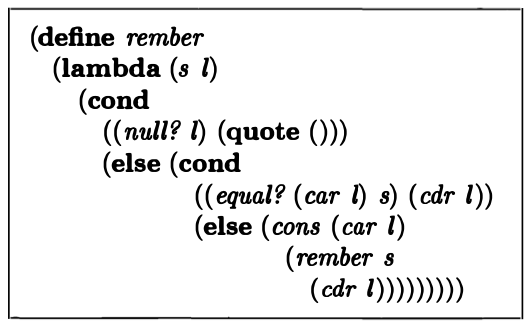 (define rember
(lambda (s l)
(cond
((null? l) (quote ()))
(else (cond
((equal? (car l) s) (cdr l))
(else (cons (car l)
(rember s
(cdr l)))))))))